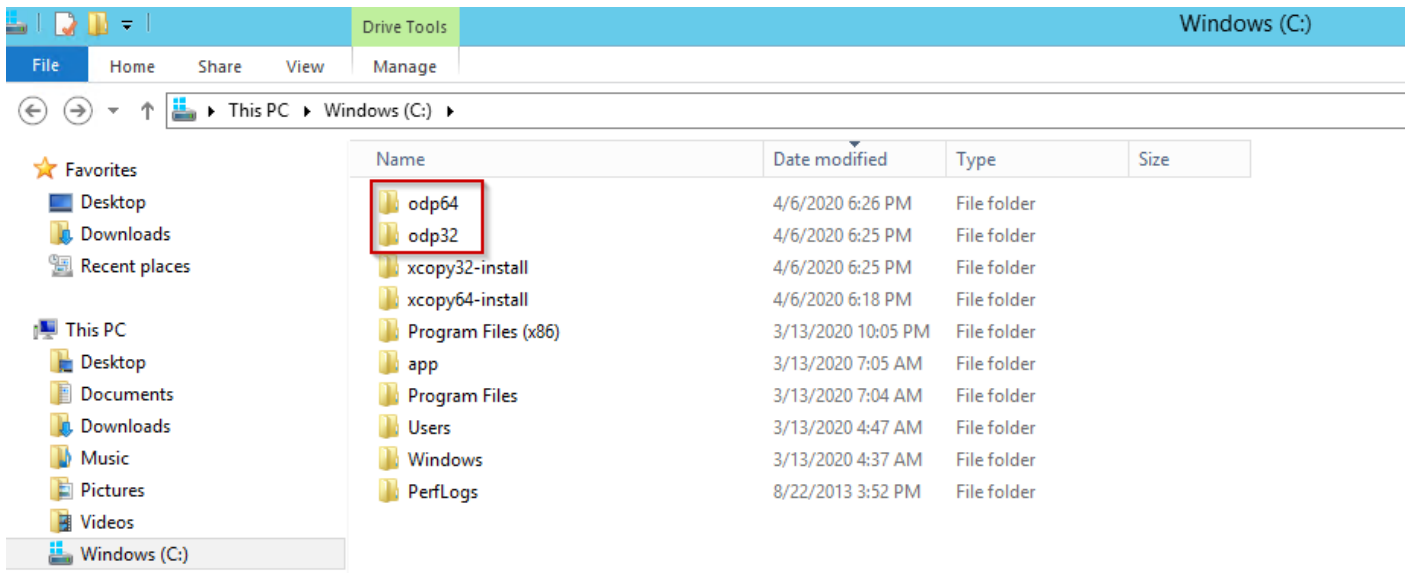 Drive Tools
Windows (C:)
File Home Share View Manage
This PC Windows (C:)
Name Date modified Type Size
Favorites
odp64 4/6/2020 6:26 PM File folder
Desktop
odp32 4/6/2020 6:25 PM File folder
Downloads
xcopy32-install 4/6/2020 6:25 PM File folder
Recent places
xcopy64-install 4/6/2020 6:18 PM File folder
This PC
Program Files (x86) 3/13/2020 10:05 PM File folder
Desktop
app 3/13/2020 7:05 AM File folder
Documents
Program Files 3/13/2020 7:04 AM File folder
Downloads
Users 3/13/2020 4:47 AM File folder
Music
Windows 3/13/2020 4:37 AM File folder
Pictures
PerfLogs 8/22/2013 3:52 PM File folder
Videos
Windows (C:)